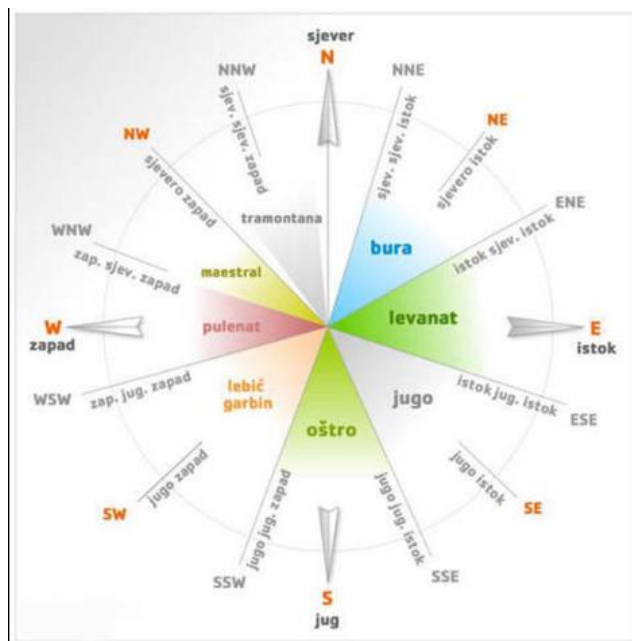 sjever
N
NNW
NNE
sjev. sjev. zapad
sjev. sjev. istok
NW
NE
sjevero zapad
sjevero istok
ENE
istok sjev. istok
tramontana
bura
WNW
zap. sjev. zapad
maestral
levanat
W
zapad
pulenat
E
istok
WSW
zap. jug. zapad
lebić
garbin
jugo
istok jug. istok
ESE
oštro
SW
jugo zapad
jugo istok
SE
jugo jug. zapad
jugo jug. istok
SSW
SSE
S
jug